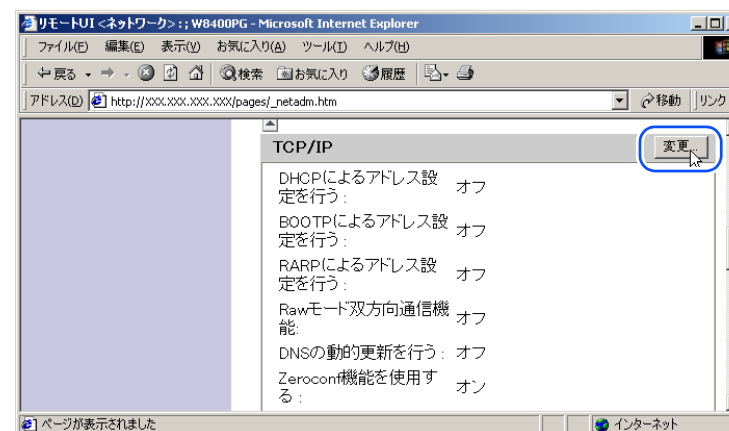 リモートUI <ネットワーク> : ; W8400PG - Microsoft Internet Explorer
ファイル(F) 編集(E) 表示(V) お気に入り(A) ツール(T) ヘルプ(H)
戻る 検索 お気に入り 履歴
アドレス(D) http://XXX.XXX.XXX.XXX/pages/_netadm.htm 移動 リンク
TCP/IP 変更...
DHCPによるアドレス設
定を行う : オフ
BOOTPによるアドレス設
定を行う : オフ
RARPによるアドレス設
定を行う : オフ
Rawモード双方向通信機
能: オフ
DNSの動的更新を行う : オフ
Zeroconf機能を使用す
る : オン
ページが表示されました インターネット